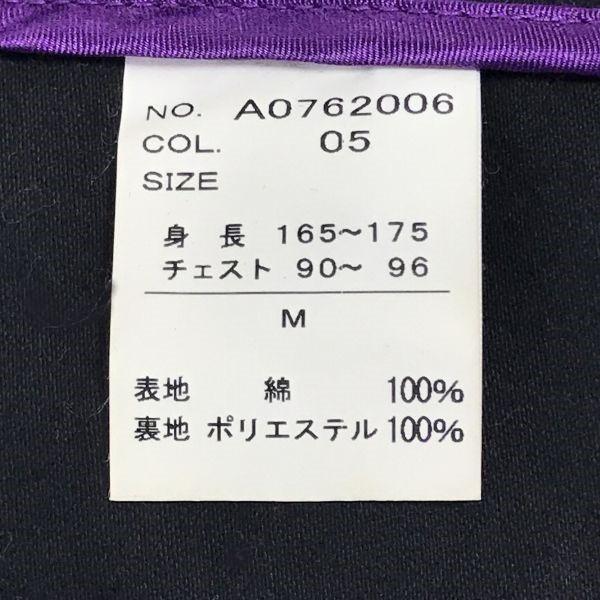 NO. A0762006
COL. 05
SIZE
身 長 165～175
チェスト 90～ 96
M
表地 綿 100%
裏地 ポリエステル 100%